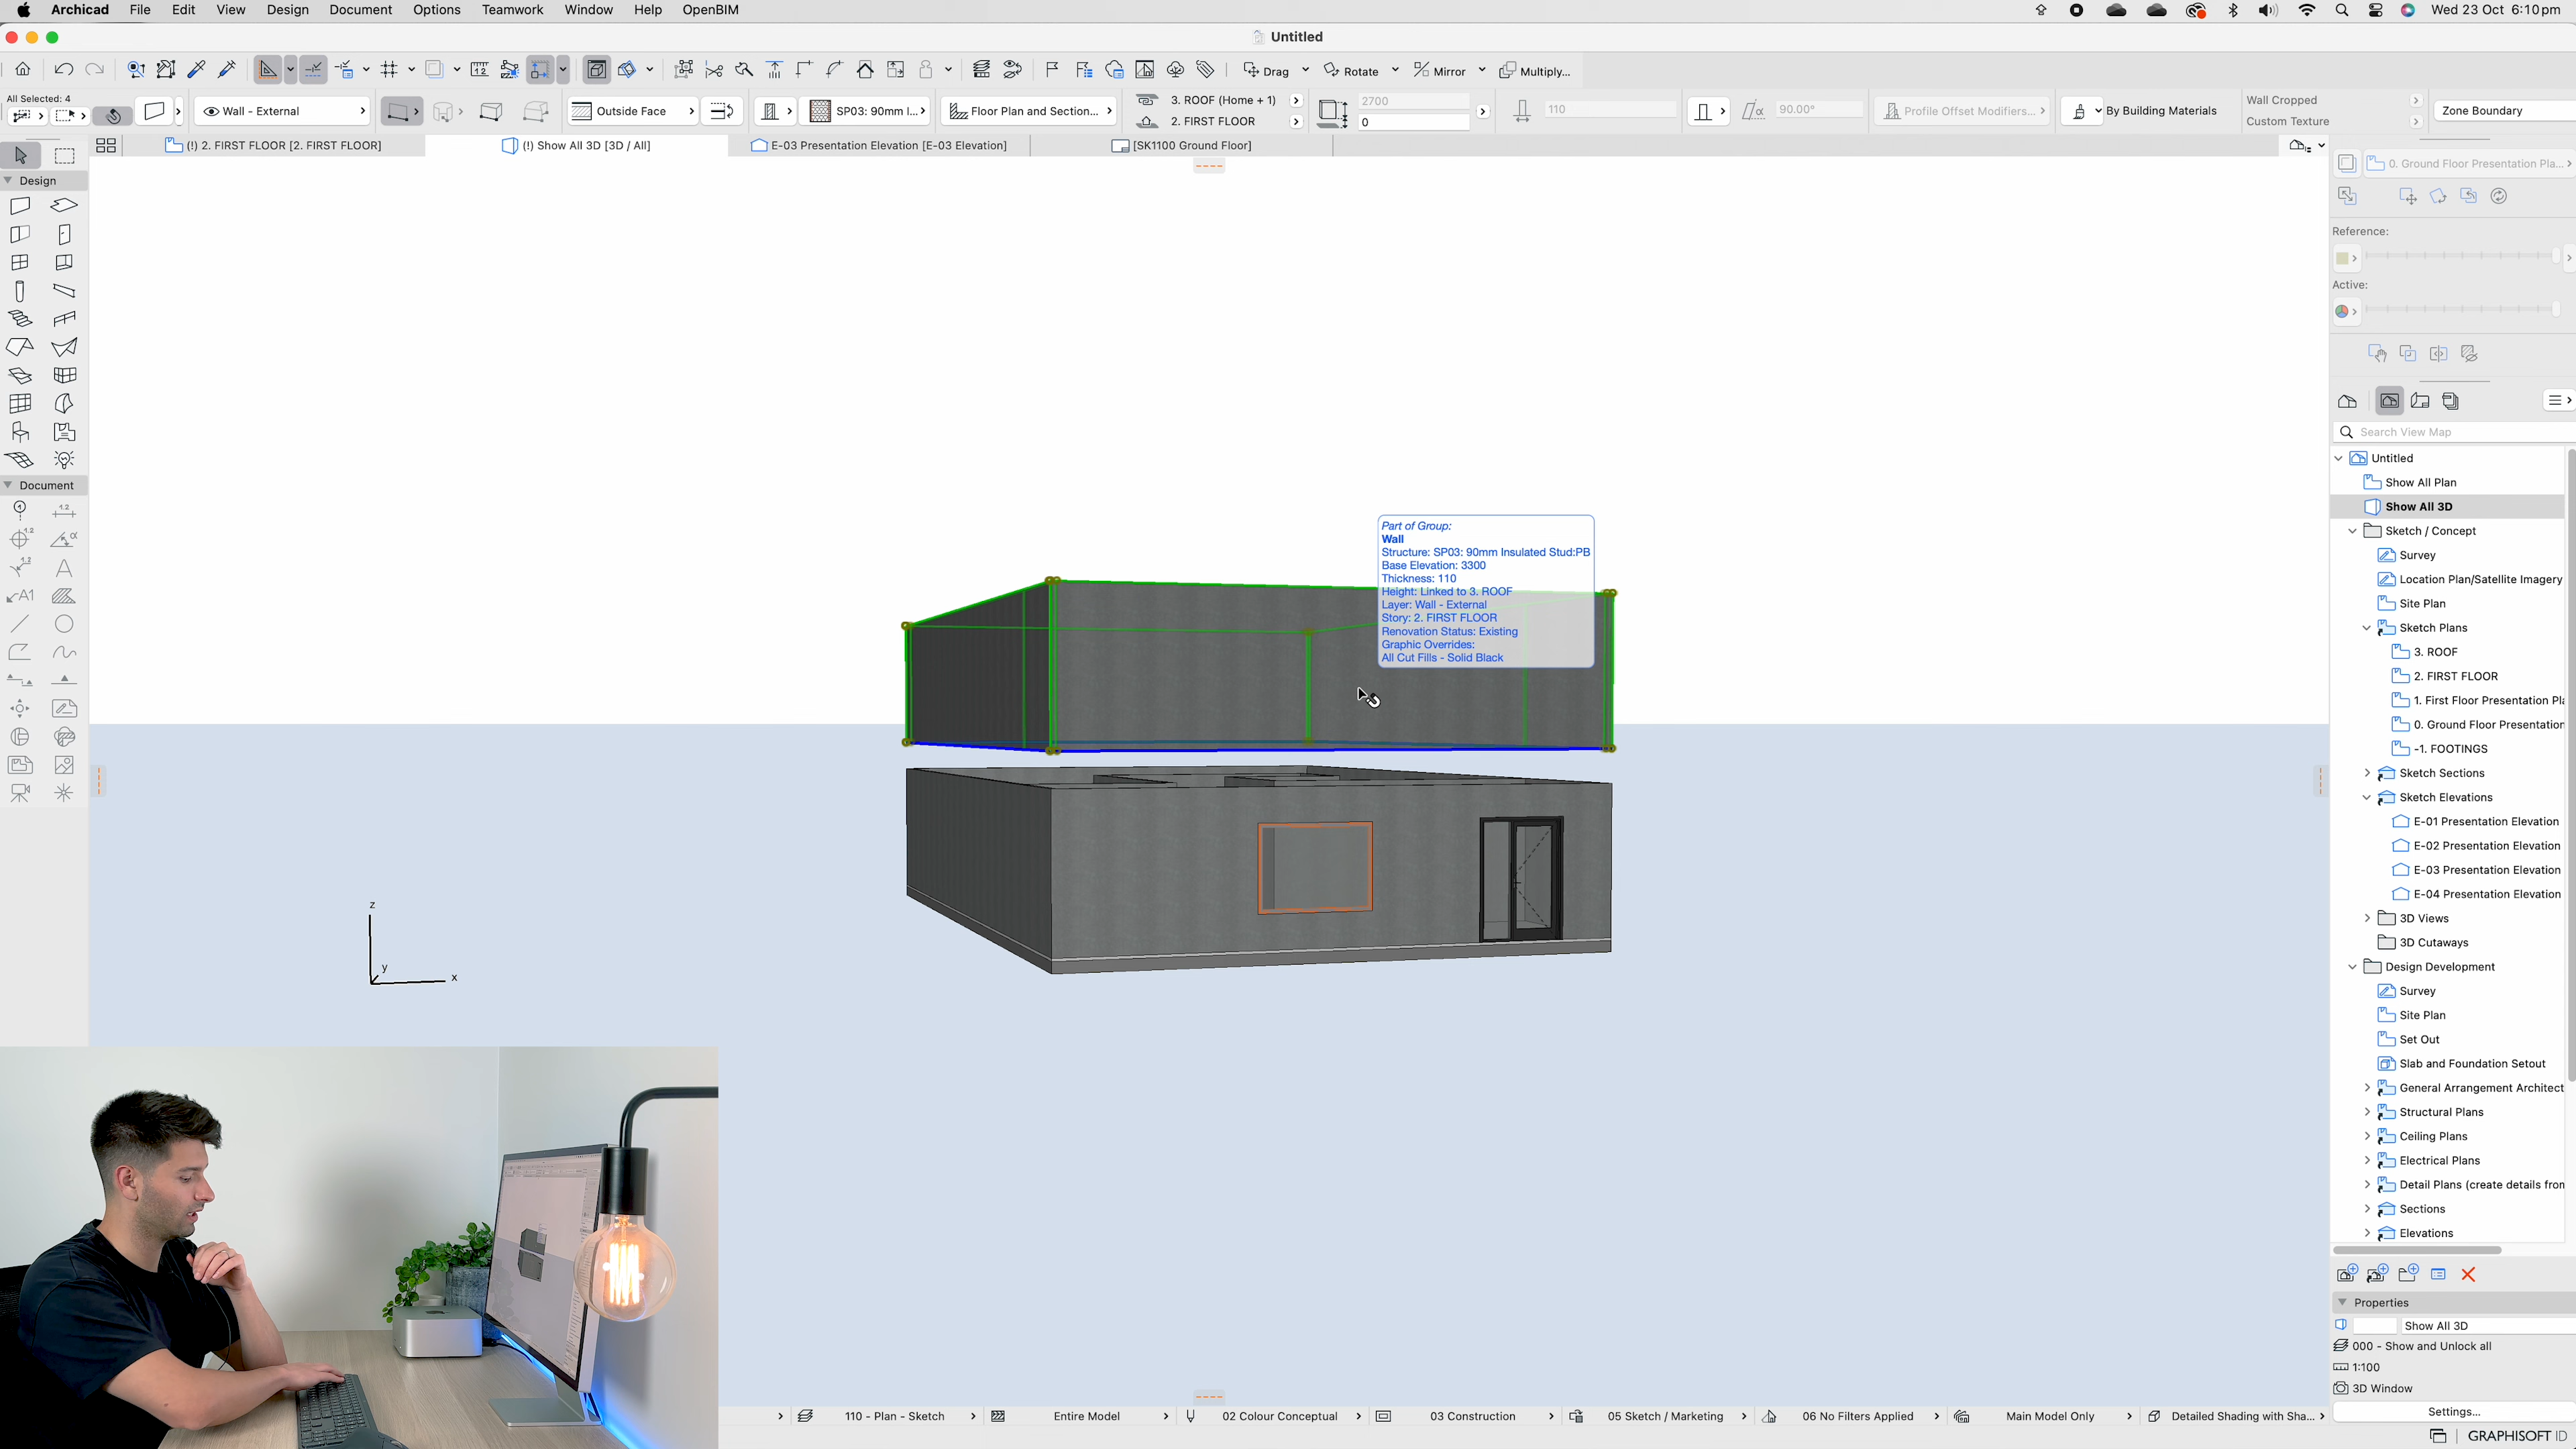 Archicad File Edit View Design Document Options Teamwork Window Help OpenBIM Wed 23 Oct 6:10 pm
Untitled
Drag Rotate Mirror Multiply...
All Selected: 4
Wall - External
Outside Face
SP03: 90mm I...
Floor Plan and Section...
3. ROOF (Home + 1)
2. FIRST FLOOR
2700
0
110
90.00°
Profile Offset Modifiers...
By Building Materials
Wall Cropped
Custom Texture
Zone Boundary
(!) 2. FIRST FLOOR [2. FIRST FLOOR]
(!) Show All 3D [3D / All]
E-03 Presentation Elevation [E-03 Elevation]
[SK1100 Ground Floor]
Design
Document
Part of Group:
Wall
Structure: SP03: 90mm Insulated Stud:PB
Base Elevation: 3300
Thickness: 110
Height: Linked to 3. ROOF
Layer: Wall - External
Story: 2. FIRST FLOOR
Renovation Status: Existing
Graphic Overrides:
All Cut Fills - Solid Black
z
y
x
0. Ground Floor Presentation Pla...
Reference:
Active:
Search View Map
Untitled
Show All Plan
Show All 3D
Sketch / Concept
Survey
Location Plan/Satellite Imagery
Site Plan
Sketch Plans
3. ROOF
2. FIRST FLOOR
1. First Floor Presentation Pla
0. Ground Floor Presentation
-1. FOOTINGS
Sketch Sections
Sketch Elevations
E-01 Presentation Elevation
E-02 Presentation Elevation
E-03 Presentation Elevation
E-04 Presentation Elevation
3D Views
3D Cutaways
Design Development
Survey
Site Plan
Set Out
Slab and Foundation Setout
General Arrangement Architect
Structural Plans
Ceiling Plans
Electrical Plans
Detail Plans (create details from
Sections
Elevations
Properties
Show All 3D
000 - Show and Unlock all
1:100
3D Window
Settings...
110 - Plan - Sketch
Entire Model
02 Colour Conceptual
03 Construction
05 Sketch / Marketing
06 No Filters Applied
Main Model Only
Detailed Shading with Sha...
GRAPHISOFT ID